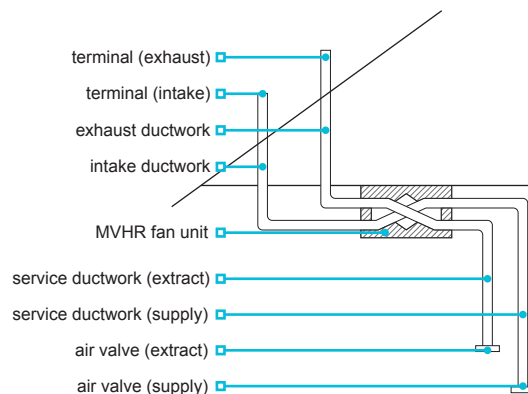 terminal (exhaust)
terminal (intake)
exhaust ductwork
intake ductwork
MVHR fan unit
service ductwork (extract)
service ductwork (supply)
air valve (extract)
air valve (supply)